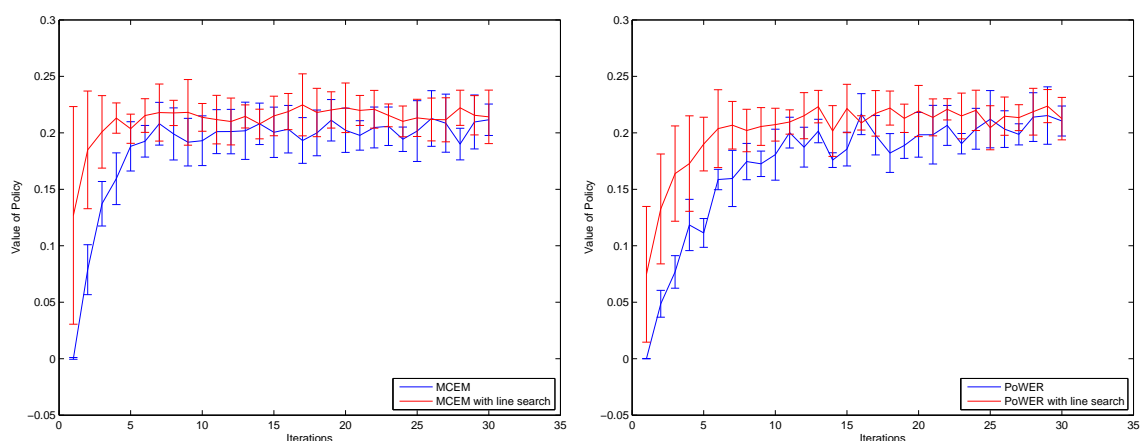 0.3
0.25
0.2
0.15
0.1
0.05
0
−0.05
Value of Policy
0 5 10 15 20 25 30 35
Iterations
MCEM
MCEM with line search
0.3
0.25
0.2
0.15
0.1
0.05
0
−0.05
Value of Policy
0 5 10 15 20 25 30 35
Iterations
PoWER
PoWER with line search